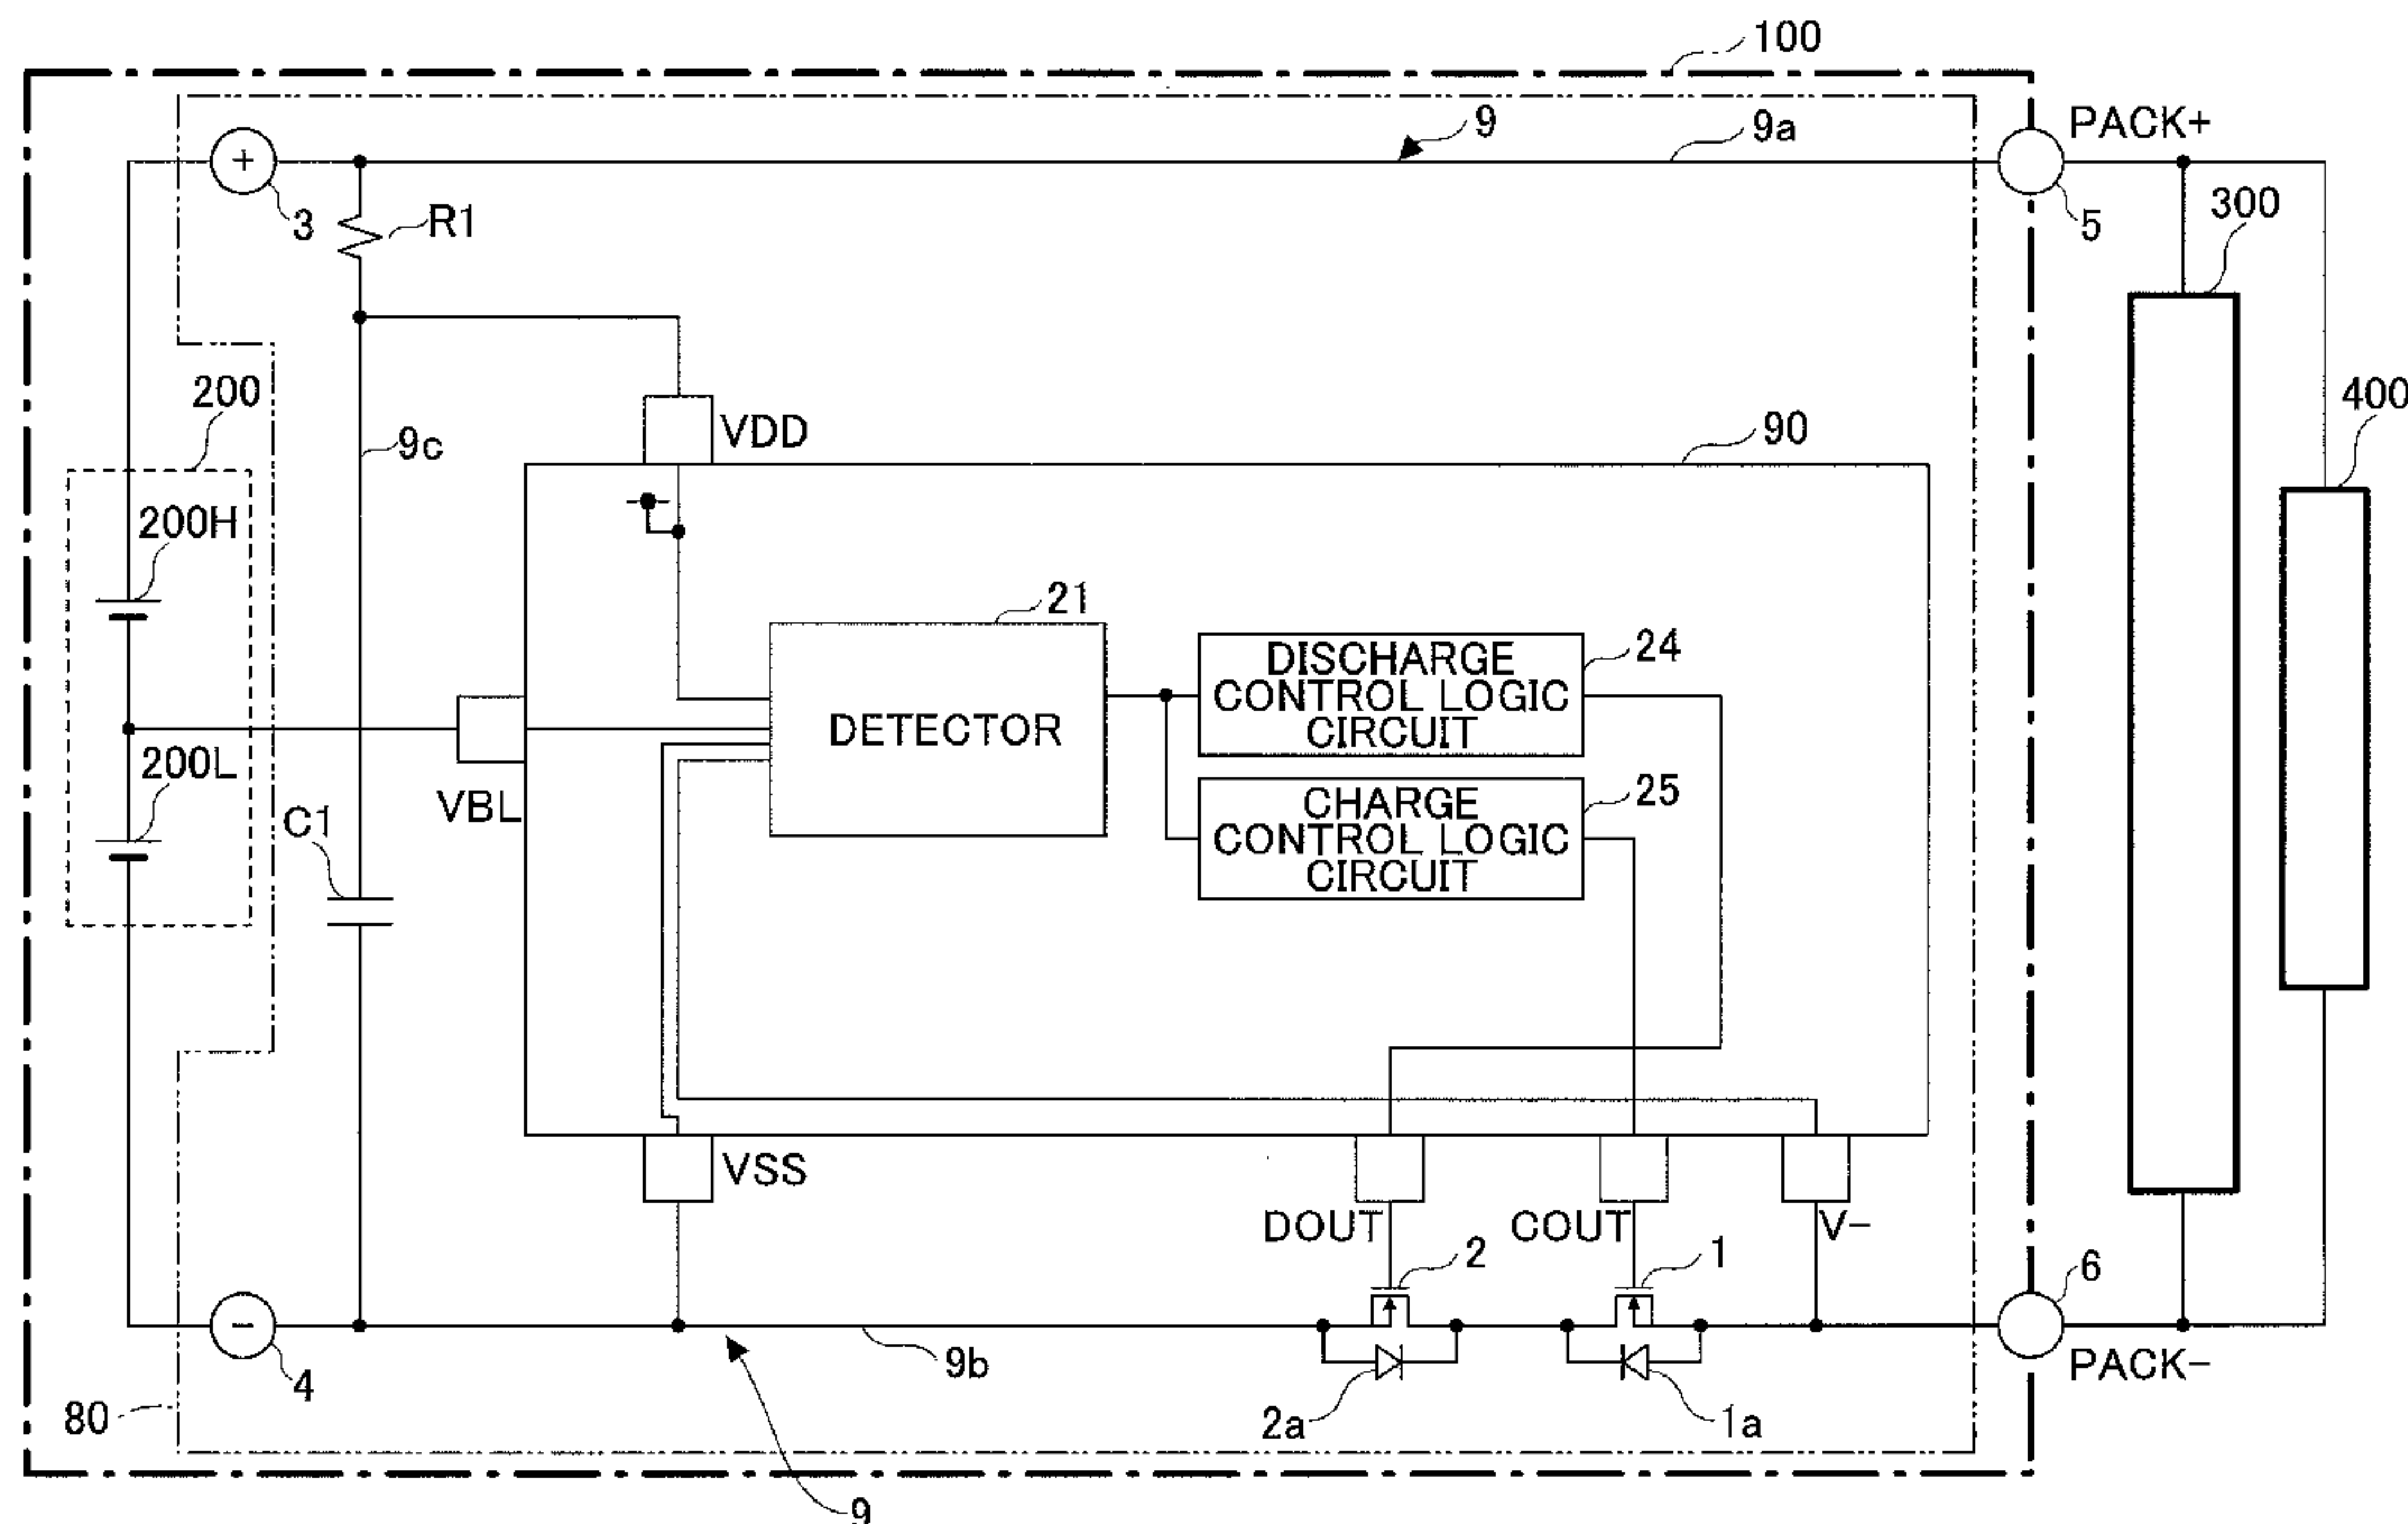 100
9
9a
PACK+
+
3
R1
5
300
200
VDD
90
400
9c
200H
21
DISCHARGE
CONTROL LOGIC
CIRCUIT
24
DETECTOR
200L
VBL
C1
CHARGE
CONTROL LOGIC
CIRCUIT
25
VSS
DOUT
COUT
V−
2
1
6
−
4
9b
PACK−
80
2a
1a
9